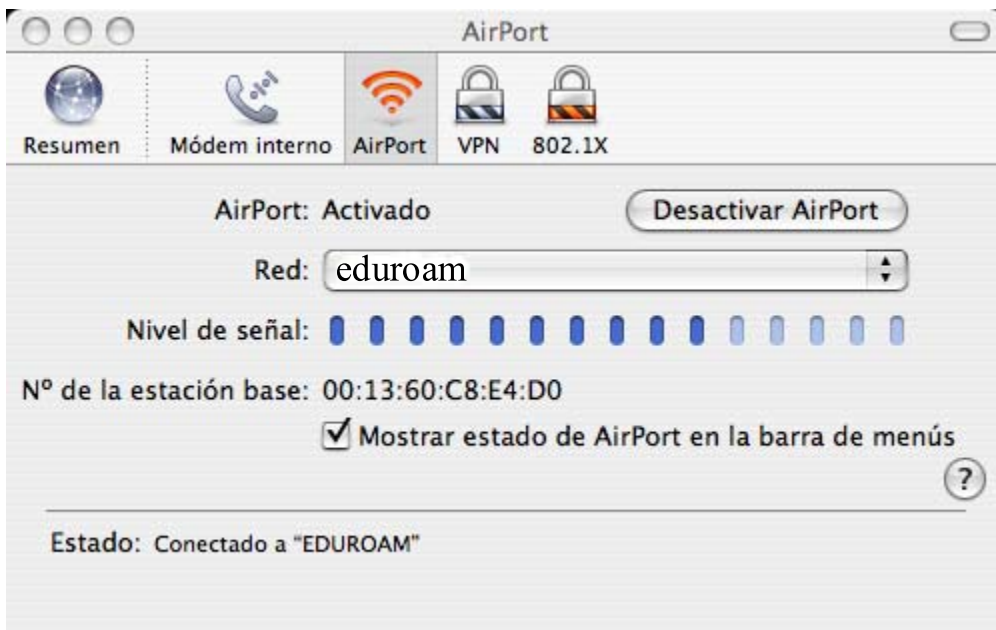 AirPort
Resumen Módem interno AirPort VPN 802.1X
AirPort: Activado Desactivar AirPort
Red: eduroam
Nivel de señal:
Nº de la estación base: 00:13:60:C8:E4:D0
Mostrar estado de AirPort en la barra de menús
?
Estado: Conectado a “EDUROAM”